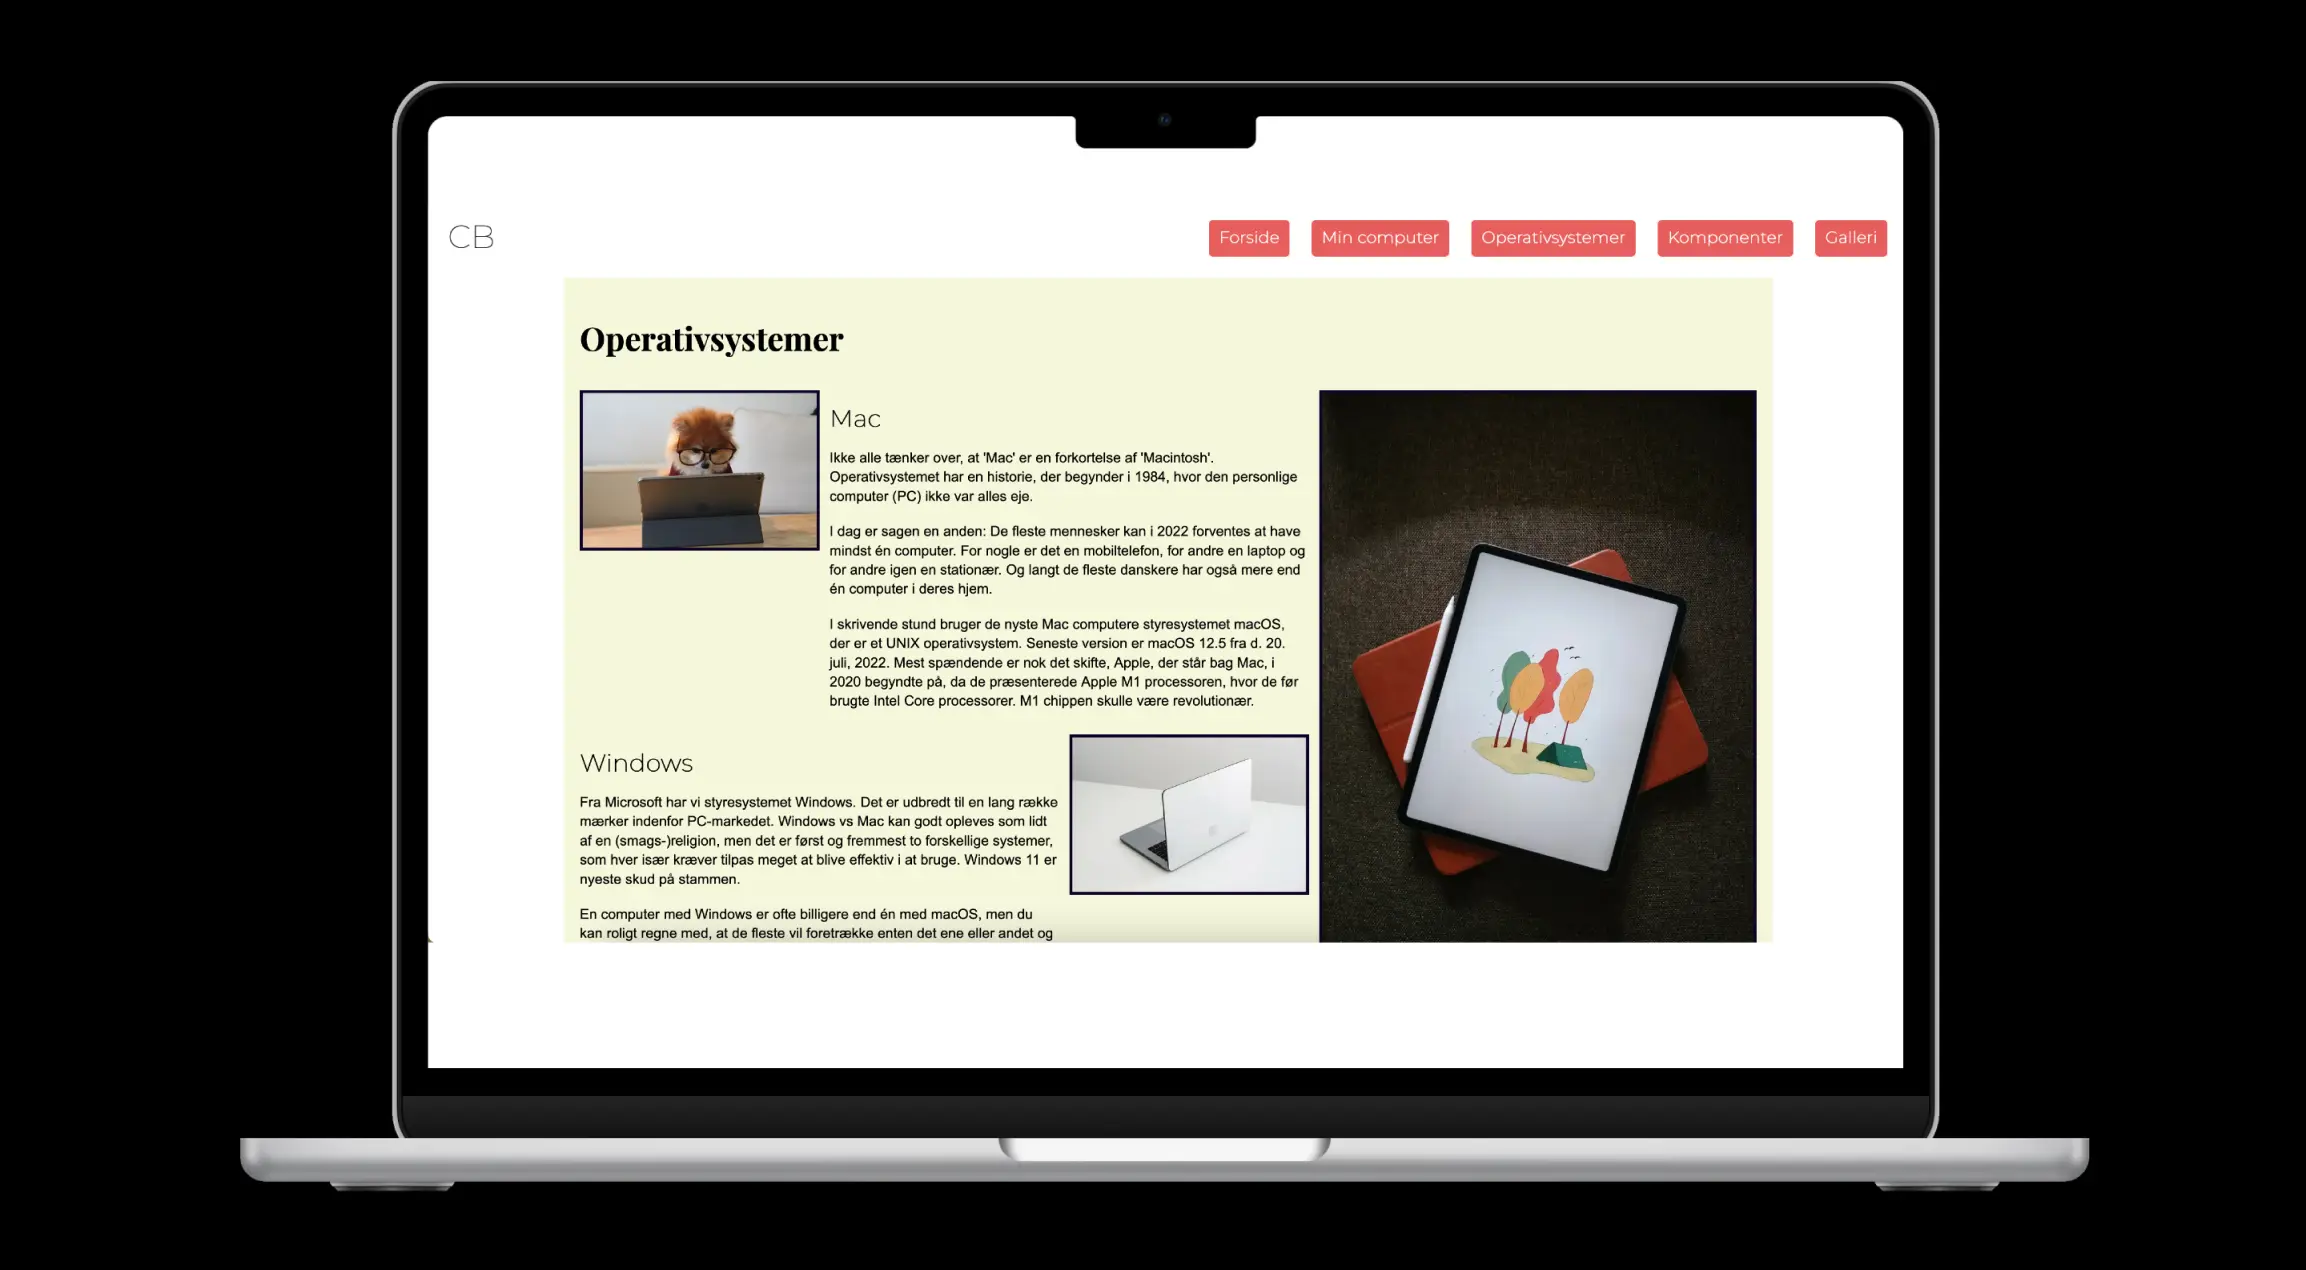 CB
Forside
Min computer
Operativsystemer
Komponenter
Galleri
Operativsystemer
Mac
Ikke alle tænker over, at 'Mac' er en forkortelse af 'Macintosh'.
Operativsystemet har en historie, der begynder i 1984, hvor den personlige
computer (PC) ikke var alles eje.
I dag er sagen en anden: De fleste mennesker kan i 2022 forventes at have
mindst én computer. For nogle er det en mobiltelefon, for andre en laptop og
for andre igen en stationær. Og langt de fleste danskere har også mere end
én computer i deres hjem.
I skrivende stund bruger de nyste Mac computere styresystemet macOS,
der er et UNIX operativsystem. Seneste version er macOS 12.5 fra d. 20.
juli, 2022. Mest spændende er nok det skifte, Apple, der står bag Mac, i
2020 begyndte på, da de præsenterede Apple M1 processoren, hvor de før
brugte Intel Core processorer. M1 chippen skulle være revolutionær.
Windows
Fra Microsoft har vi styresystemet Windows. Det er udbredt til en lang række
mærker indenfor PC-markedet. Windows vs Mac kan godt opleves som lidt
af en (smags-)religion, men det er først og fremmest to forskellige systemer,
som hver især kræver tilpas meget at blive effektiv i at bruge. Windows 11 er
nyeste skud på stammen.
En computer med Windows er ofte billigere end én med macOS, men du
kan roligt regne med, at de fleste vil foretrække enten det ene eller andet og